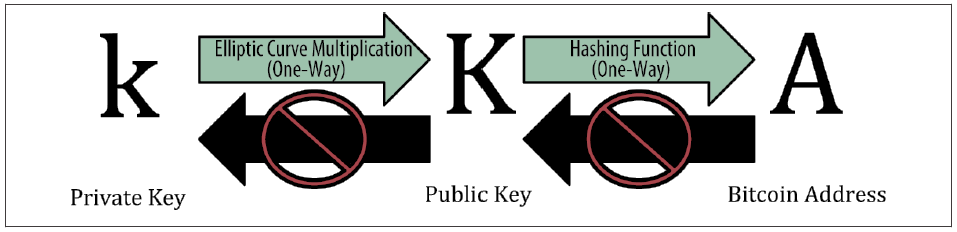 k
Elliptic Curve Multiplication
(One-Way)
K
Hashing Function
(One-Way)
A
Private Key
Public Key
Bitcoin Address